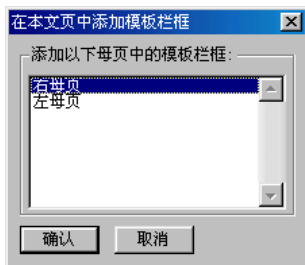 在本文页中添加模板栏框
添加以下母页中的模板栏框:
右母页
左母页
确认 取消